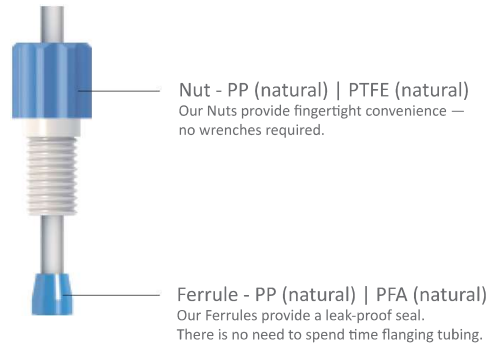 Nut - PP (natural) | PTFE (natural)
Our Nuts provide fingertight convenience —
no wrenches required.
Ferrule - PP (natural) | PFA (natural)
Our Ferrules provide a leak-proof seal.
There is no need to spend time flanging tubing.